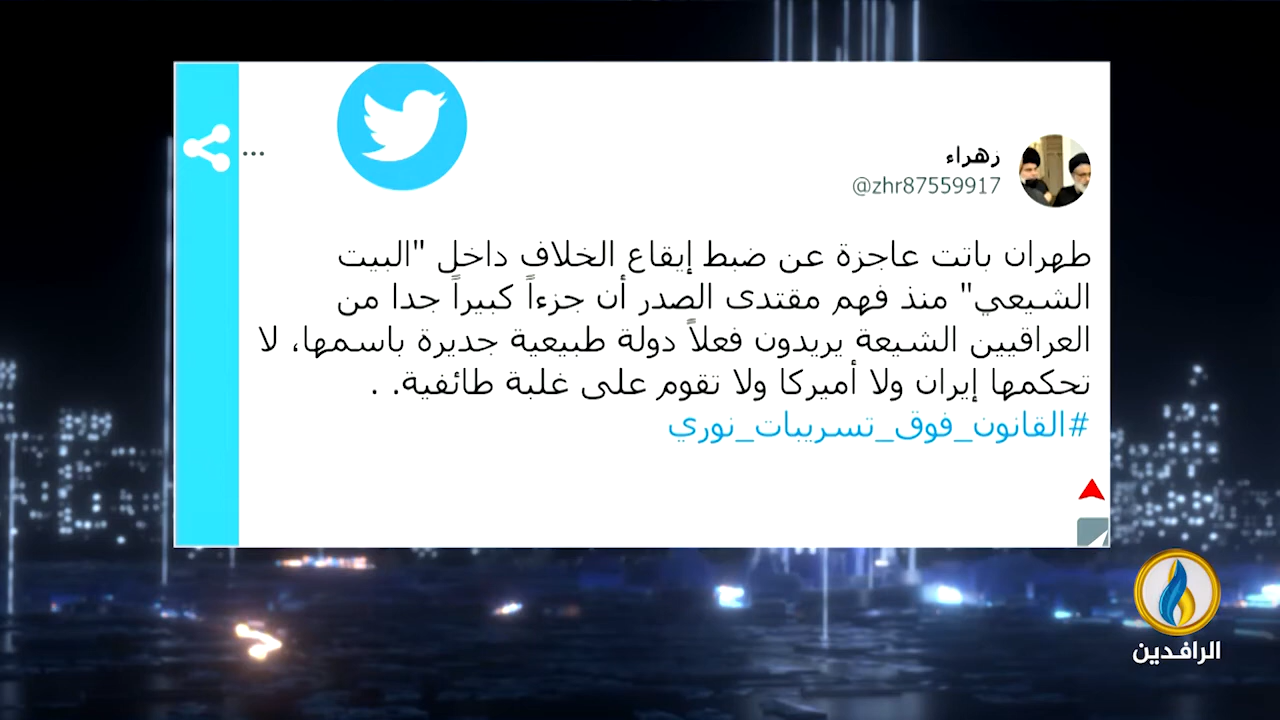 زهراء
@zhr87559917
طهران باتت عاجزة عن ضبط إيقاع الخلاف داخل "البيت
الشيعي" منذ فهم مقتدى الصدر أن جزءاً كبيراً جدا من
العراقيين الشيعة يريدون فعلاً دولة طبيعية جديرة باسمها، لا
تحكمها إيران ولا أميركا ولا تقوم على غلبة طائفية. .
#القانون_فوق_تسريبات_نوري
الرافدين